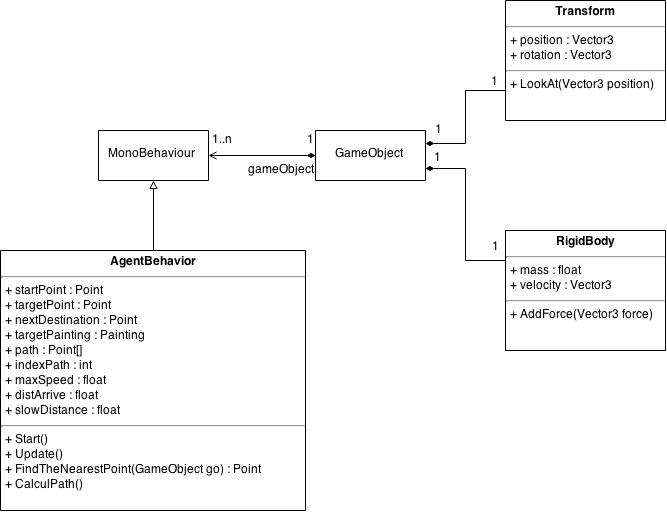 Transform
+ position : Vector3
+ rotation : Vector3
+ LookAt(Vector3 position)
1
1..n
1
1
MonoBehaviour
GameObject
gameObject
1
1
RigidBody
+ mass : float
+ velocity : Vector3
+ AddForce(Vector3 force)
AgentBehavior
+ startPoint : Point
+ targetPoint : Point
+ nextDestination : Point
+ targetPainting : Painting
+ path : Point[]
+ indexPath : int
+ maxSpeed : float
+ distArrive : float
+ slowDistance : float
+ Start()
+ Update()
+ FindTheNearestPoint(GameObject go) : Point
+ CalculPath()